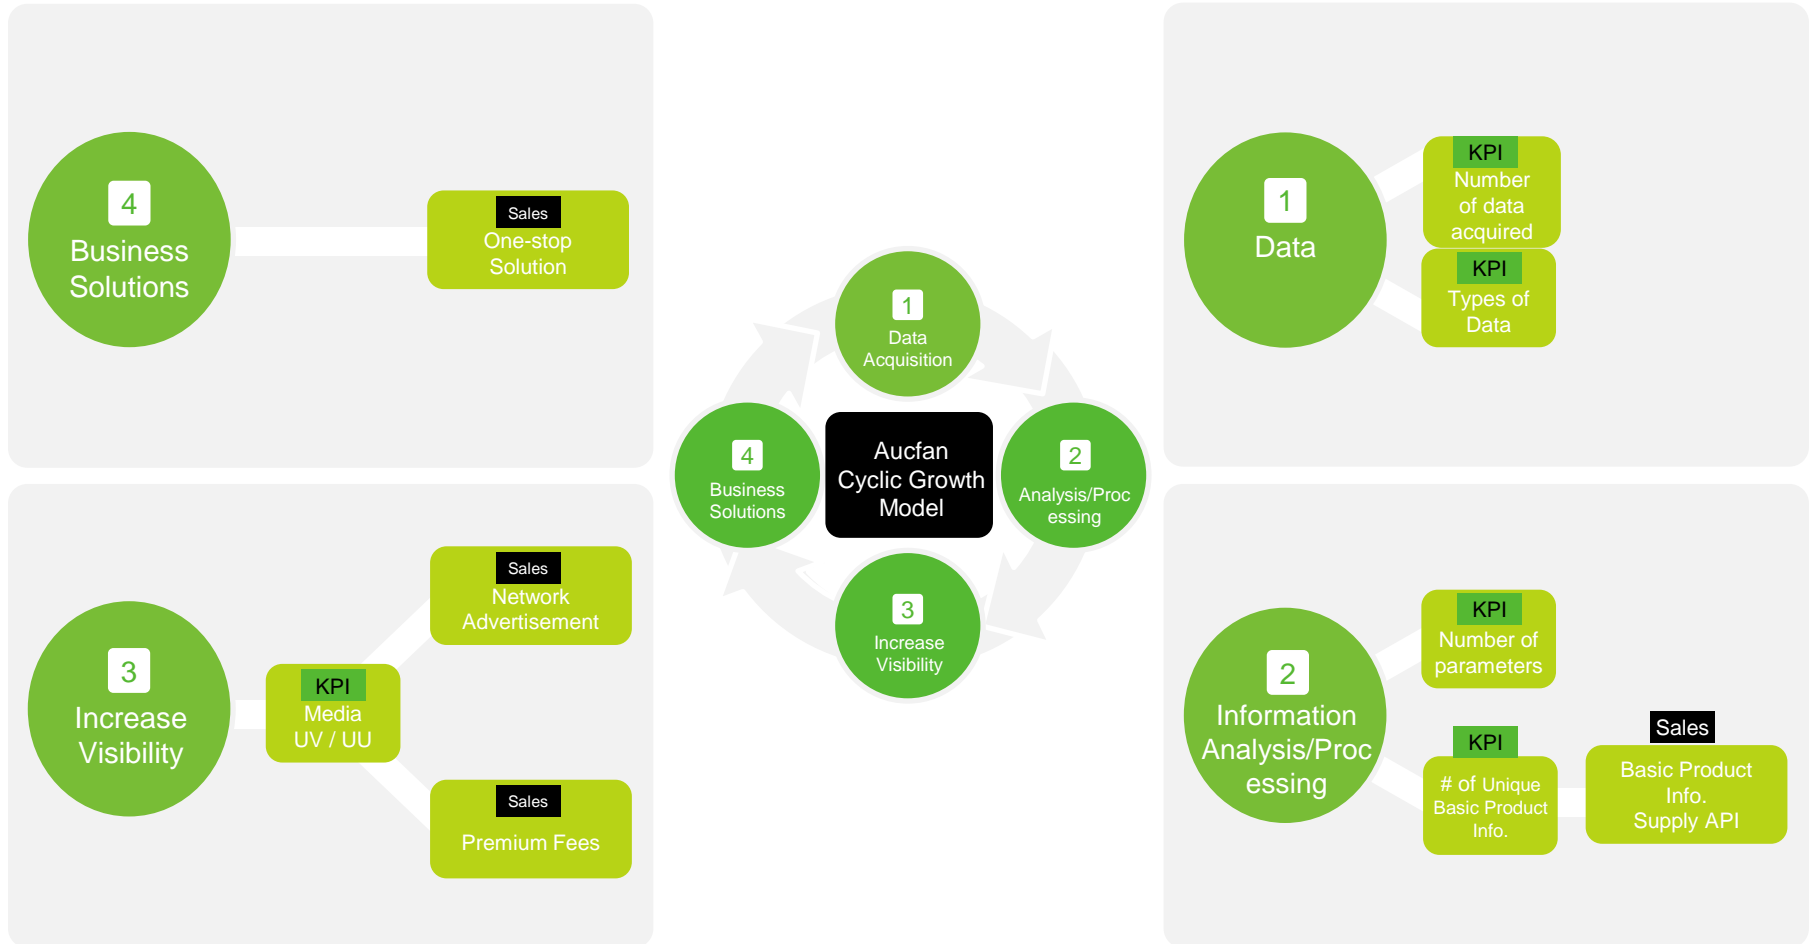 4
Business
Solutions
Sales
One-stop
Solution
1
Data
KPI
Number
of data
acquired
KPI
Types of
Data
1
Data
Acquisition
4
Business
Solutions
Aucfan
Cyclic Growth
Model
2
Analysis/Proc
essing
3
Increase
Visibility
3
Increase
Visibility
KPI
Media
UV / UU
Sales
Network
Advertisement
Sales
Premium Fees
2
Information
Analysis/Proc
essing
KPI
Number of
parameters
KPI
# of Unique
Basic Product
Info.
Sales
Basic Product
Info.
Supply API